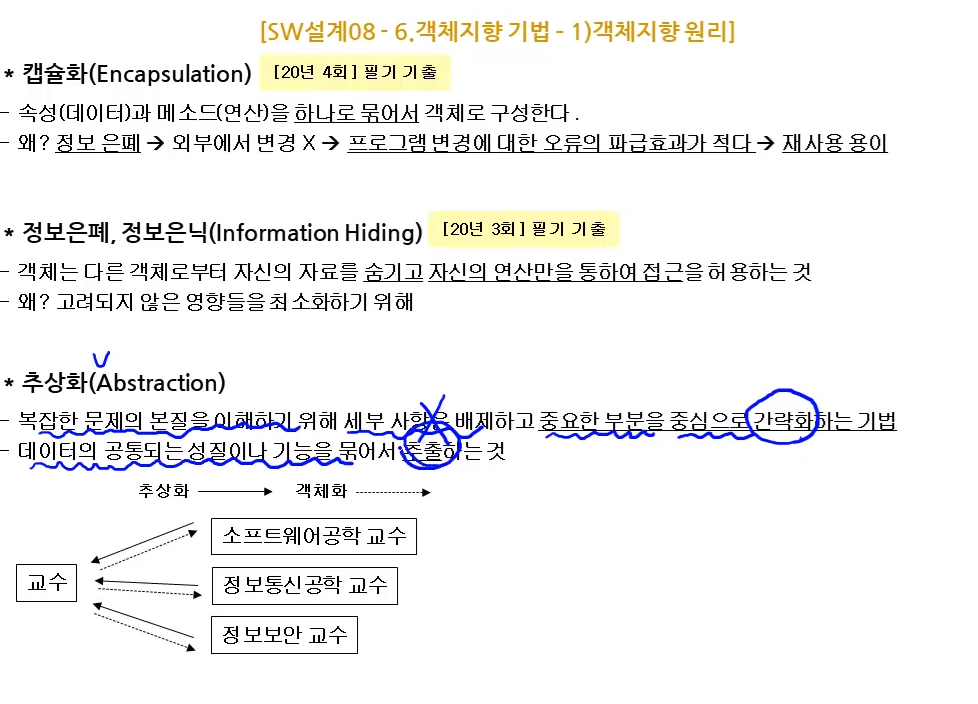 [SW설계08 - 6.객체지향 기법 - 1)객체지향 원리]
* 캡슐화(Encapsulation) [20년 4회] 필기 기출
- 속성(데이터)과 메소드(연산)을 하나로 묶어서 객체로 구성한다.
- 왜? 정보 은폐 → 외부에서 변경 X → 프로그램 변경에 대한 오류의 파급효과가 적다 → 재사용 용이
* 정보은폐, 정보은닉(Information Hiding) [20년 3회] 필기 기출
- 객체는 다른 객체로부터 자신의 자료를 숨기고 자신의 연산만을 통하여 접근을 허용하는 것
- 왜? 고려되지 않은 영향들을 최소화하기 위해
* 추상화(Abstraction)
- 복잡한 문제의 본질을 이해하기 위해 세부 사항은 배제하고 중요한 부분을 중심으로 간략화하는 기법
- 데이터의 공통되는 성질이나 기능을 묶어서 추출하는 것
추상화 → 객체화 →
소프트웨어공학 교수
교수
정보통신공학 교수
정보보안 교수